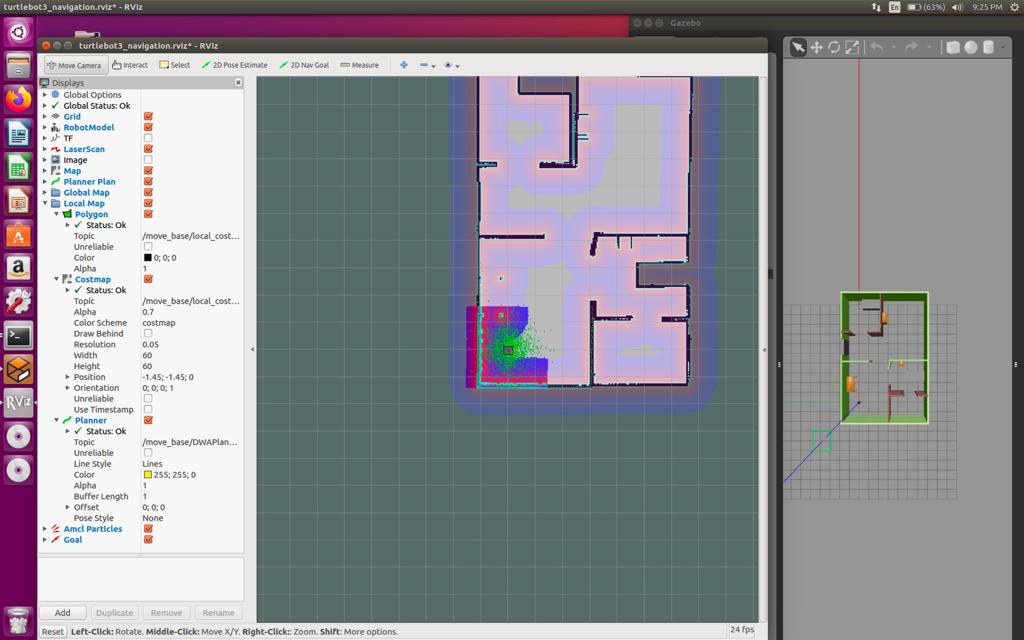 turtlebot3_navigation.rviz* - RViz
En
(63%)
9:25 PM
Gazebo
turtlebot3_navigation.rviz* - RViz
Move Camera
Interact
Select
2D Pose Estimate
2D Nav Goal
Measure
Displays
Global Options
Global Status: Ok
Grid
RobotModel
TF
LaserScan
Image
Map
Planner Plan
Global Map
Local Map
Polygon
Status: Ok
Topic /move_base/local_cost...
Unreliable
Color 0; 0; 0
Alpha 1
Costmap
Status: Ok
Topic /move_base/local_cost...
Alpha 0.7
Color Scheme costmap
Draw Behind
Resolution 0.05
Width 60
Height 60
Position -1.45; -1.45; 0
Orientation 0; 0; 0; 1
Unreliable
Use Timestamp
Planner
Status: Ok
Topic /move_base/DWAPlan...
Unreliable
Line Style Lines
Color 255; 255; 0
Alpha 1
Buffer Length 1
Offset 0; 0; 0
Pose Style None
Amcl Particles
Goal
Add
Duplicate
Remove
Rename
Reset
Left-Click: Rotate. Middle-Click: Move X/Y. Right-Click:: Zoom. Shift: More options.
24 fps
RViz